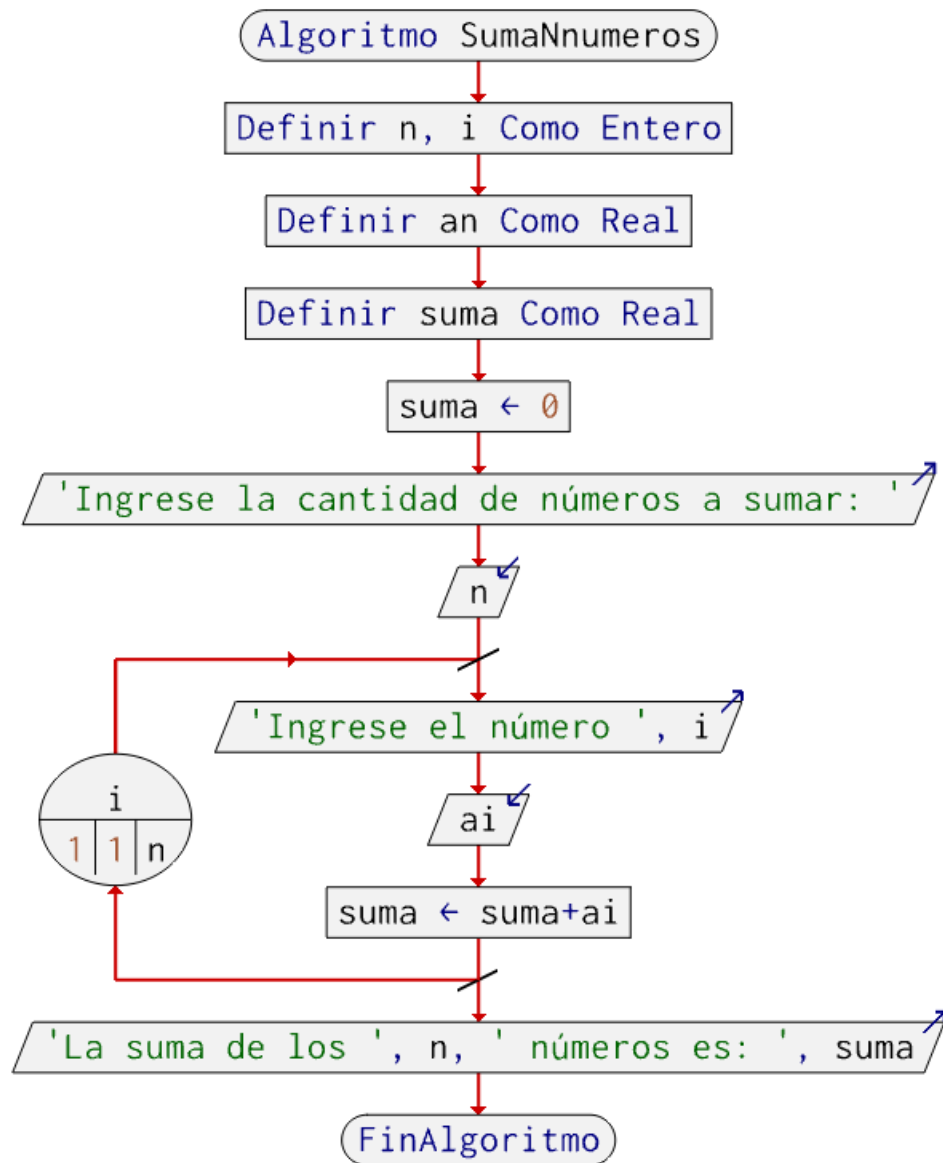 Algoritmo SumaNnumeros
Definir n, i Como Entero
Definir an Como Real
Definir suma Como Real
suma ← 0
'Ingrese la cantidad de números a sumar: '
n
'Ingrese el número ', i
i
1 1 n
ai
suma ← suma+ai
'La suma de los ', n, ' números es: ', suma
FinAlgoritmo